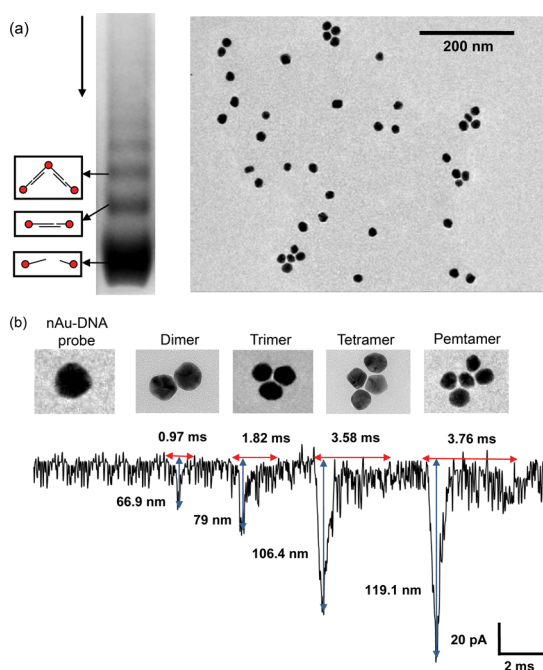 (a)
200 nm
(b)
nAu-DNA
probe
Dimer
Trimer
Tetramer
Pemtamer
0.97 ms
1.82 ms
3.58 ms
3.76 ms
66.9 nm
79 nm
106.4 nm
119.1 nm
20 pA
2 ms